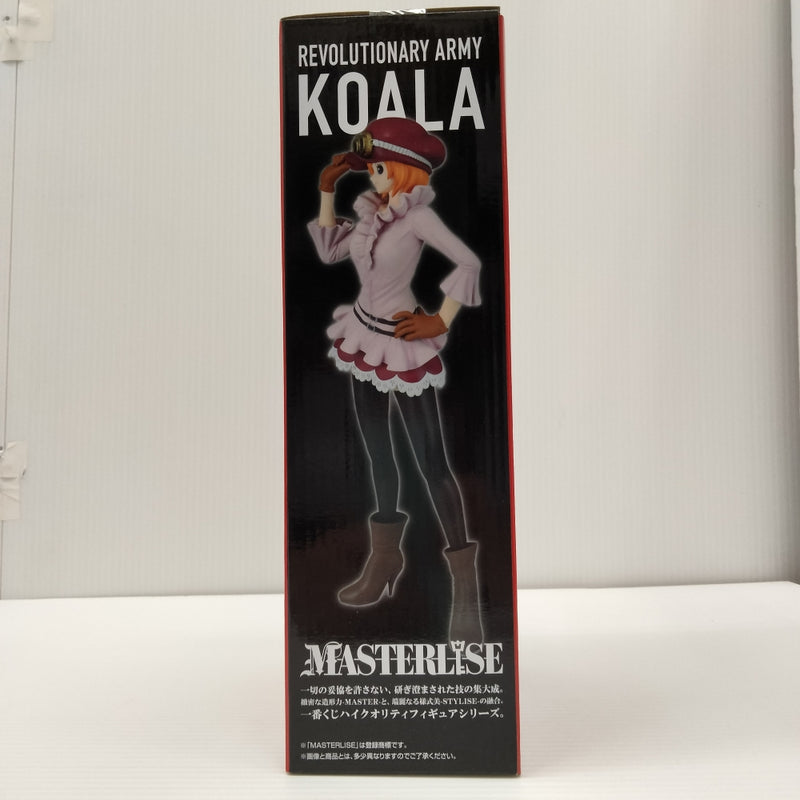 REVOLUTIONARY ARMY
KOALA
MASTERLISE
一切の妥協を許さない、研ぎ澄まされた技の集大成。
緻密な造形力-MASTER-と、端麗なる様式美-STYLISE-の融合。
一番くじハイクオリティフィギュアシリーズ。
※「MASTERLISE」は登録商標です。
※画像と商品とは、多少異なりますのでご了承ください。